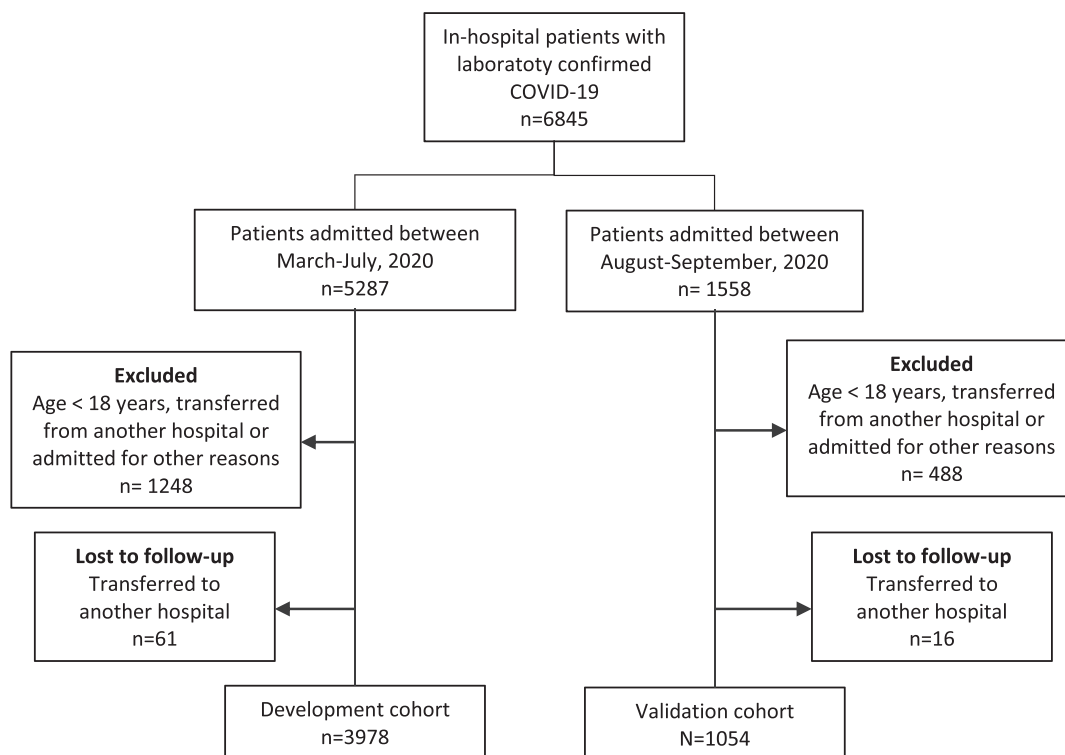 In-hospital patients with
laboratoty confirmed
COVID-19
n=6845
Patients admitted between
March-July, 2020
n=5287
Patients admitted between
August-September, 2020
n= 1558
Excluded
Age < 18 years, transferred
from another hospital or
admitted for other reasons
n= 1248
Excluded
Age < 18 years, transferred
from another hospital or
admitted for other reasons
n= 488
Lost to follow-up
Transferred to
another hospital
n=61
Lost to follow-up
Transferred to
another hospital
n=16
Development cohort
n=3978
Validation cohort
N=1054